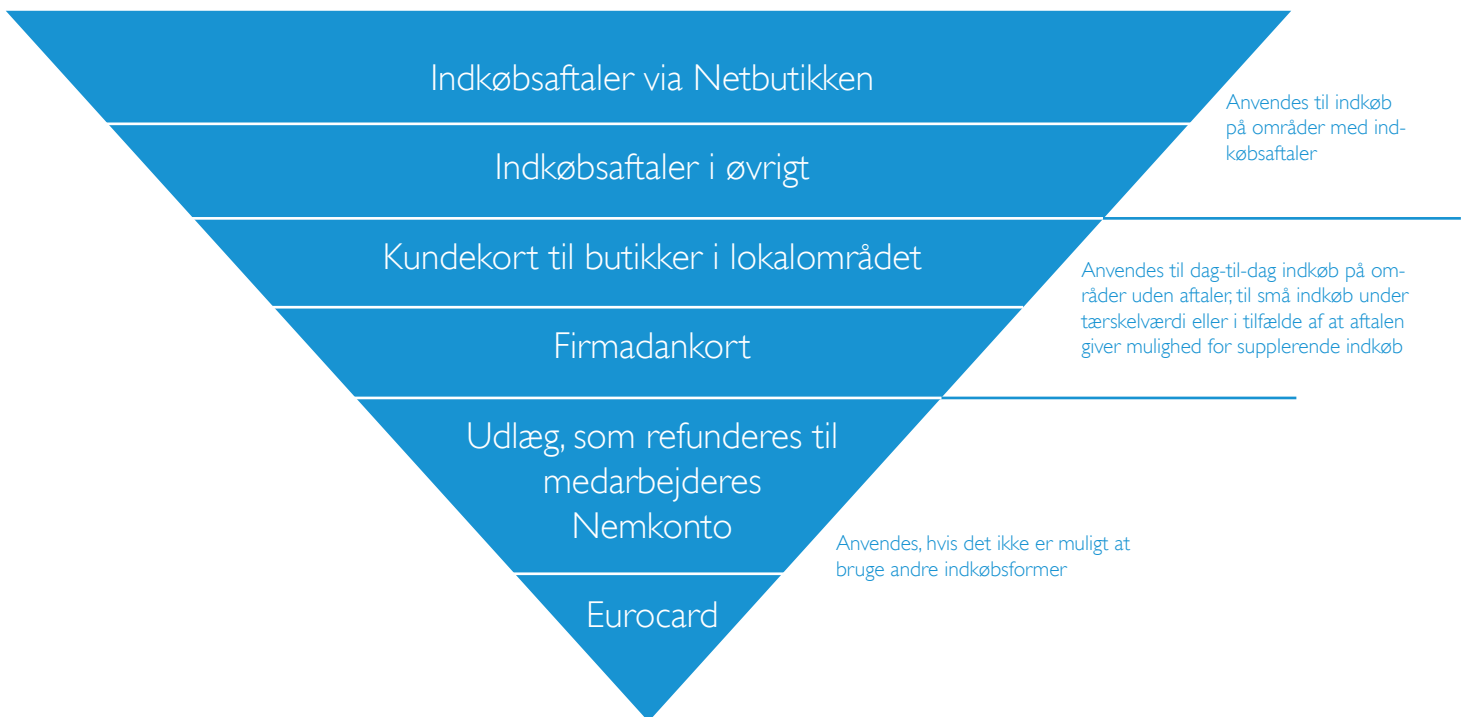 Indkøbsaftaler via Netbutikken
Anvendes til indkøb
på områder med ind-
købsaftaler
Indkøbsaftaler i øvrigt
Kundekort til butikker i lokalområdet
Anvendes til dag-til-dag indkøb på om-
råder uden aftaler, til små indkøb under
tærskelværdi eller i tilfælde af at aftalen
giver mulighed for supplerende indkøb
Firmadankort
Udlæg, som refunderes til
medarbejderes
Nemkonto
Anvendes, hvis det ikke er muligt at
bruge andre indkøbsformer
Eurocard